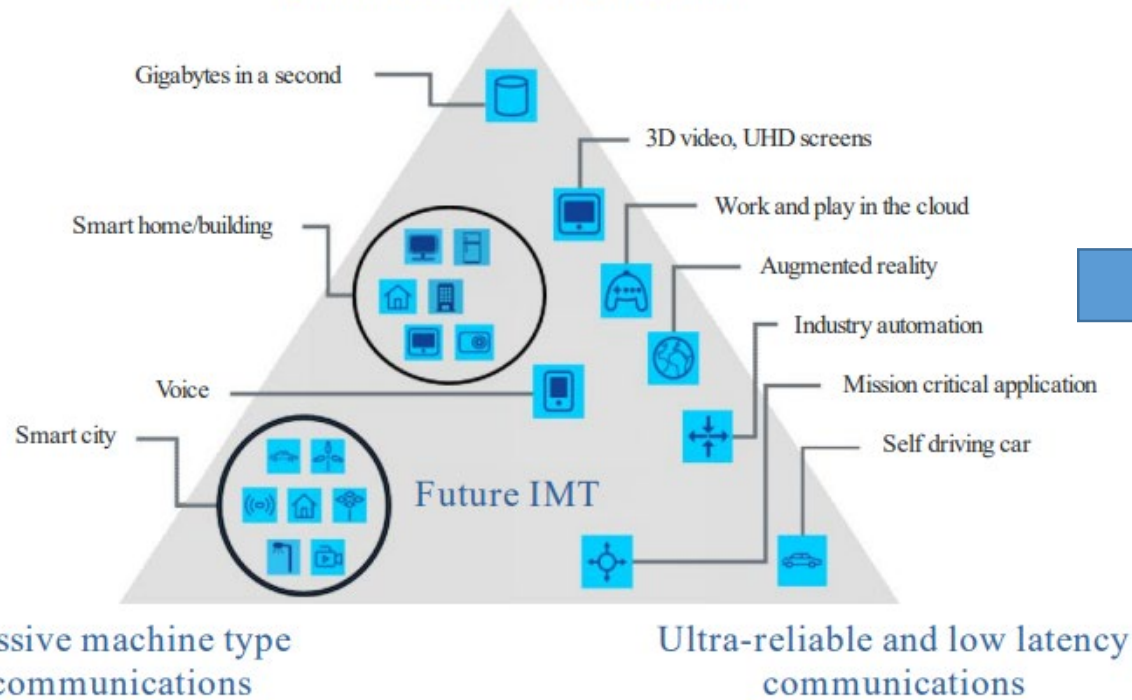 Gigabytes in a second
3D video, UHD screens
Smart home/building
Work and play in the cloud
Augmented reality
Industry automation
Voice
Mission critical application
Smart city
Self driving car
Future IMT
ssive machine type
communications
Ultra-reliable and low latency
communications